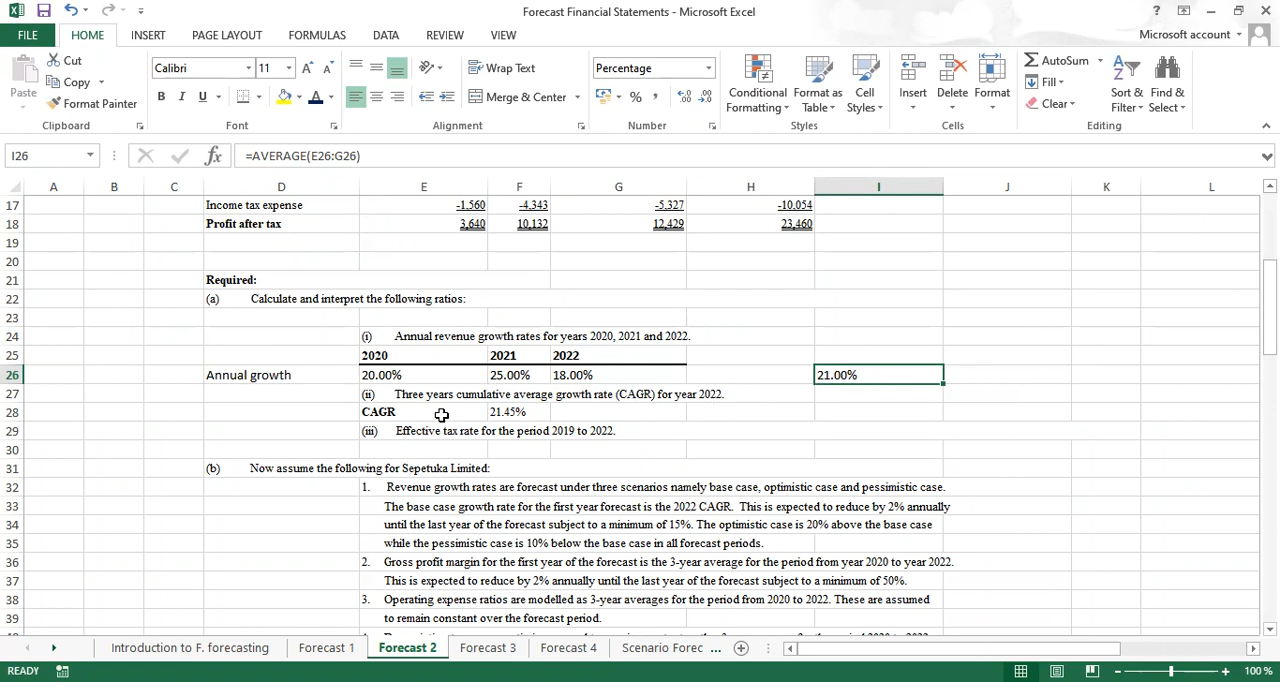 Forecast Financial Statements - Microsoft Excel
FILE HOME INSERT PAGE LAYOUT FORMULAS DATA REVIEW VIEW Microsoft account
Paste Cut Copy Format Painter Clipboard
Calibri 11 B I U A Font
Wrap Text Merge & Center Alignment
Percentage % Number
Conditional Formatting Format as Table Cell Styles Styles
Insert Delete Format Cells
AutoSum Fill Clear Sort & Filter Find & Select Editing
I26 fx =AVERAGE(E26:G26)
A B C D E F G H I J K L
17 Income tax expense -1,560 -4,343 -5,327 -10,054
18 Profit after tax 3,640 10,132 12,429 23,460
19
20
21 Required:
22 (a) Calculate and interpret the following ratios:
23
24 (i) Annual revenue growth rates for years 2020, 2021 and 2022.
25 2020 2021 2022
26 Annual growth 20.00% 25.00% 18.00% 21.00%
27 (ii) Three years cumulative average growth rate (CAGR) for year 2022.
28 CAGR 21.45%
29 (iii) Effective tax rate for the period 2019 to 2022.
30
31 (b) Now assume the following for Sepetuka Limited:
32 1. Revenue growth rates are forecast under three scenarios namely base case, optimistic case and pessimistic case.
33 The base case growth rate for the first year forecast is the 2022 CAGR. This is expected to reduce by 2% annually
34 until the last year of the forecast subject to a minimum of 15%. The optimistic case is 20% above the base case
35 while the pessimistic case is 10% below the base case in all forecast periods.
36 2. Gross profit margin for the first year of the forecast is the 3-year average for the period from year 2020 to year 2022.
37 This is expected to reduce by 2% annually until the last year of the forecast subject to a minimum of 50%.
38 3. Operating expense ratios are modelled as 3-year averages for the period from 2020 to 2022. These are assumed
39 to remain constant over the forecast period.
Introduction to F. forecasting Forecast 1 Forecast 2 Forecast 3 Forecast 4 Scenario Forec ...
READY 100 %